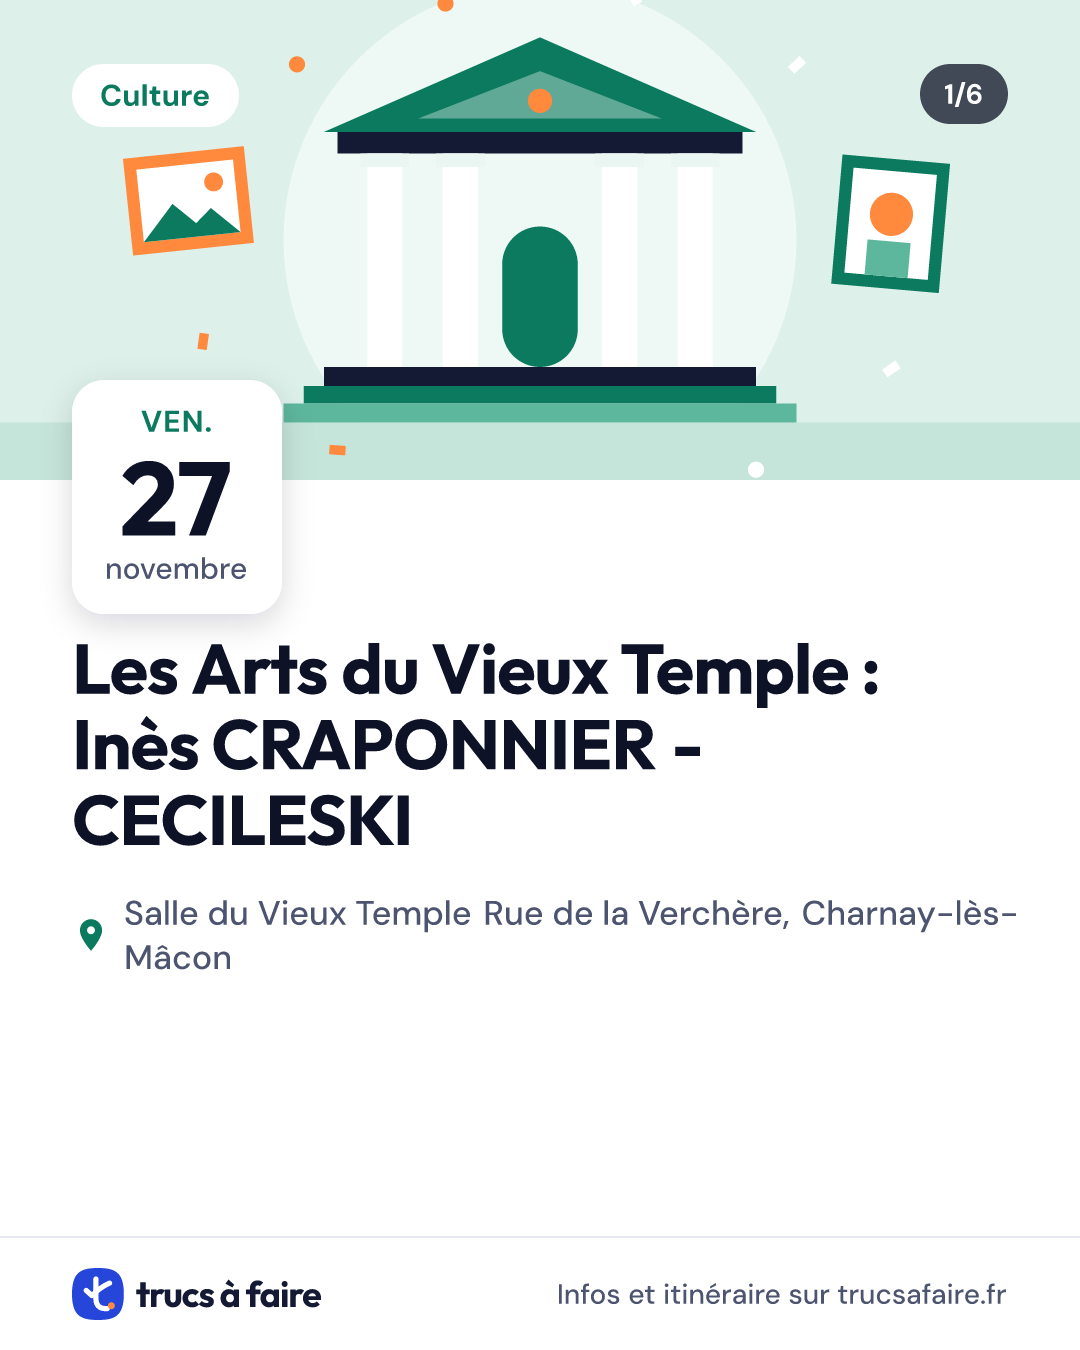 Culture
1/6
VEN.
27
novembre
Les Arts du Vieux Temple :
Inès CRAPONNIER -
CECILESKI
Salle du Vieux Temple Rue de la Verchère, Charnay-lès-
Mâcon
trucs à faire
Infos et itinéraire sur trucsafaire.fr